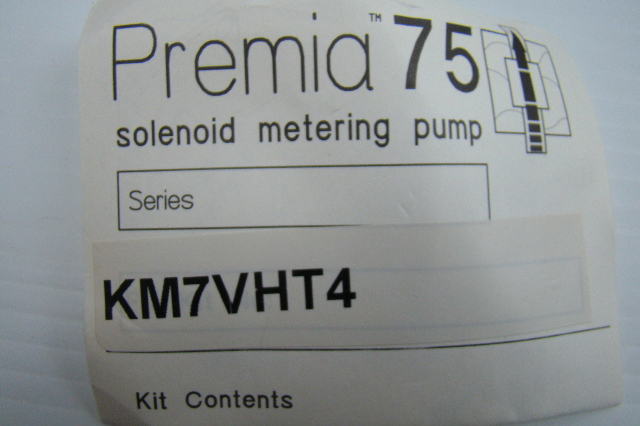 Premia™ 75
solenoid metering pump
Series
KM7VHT4
Kit Contents